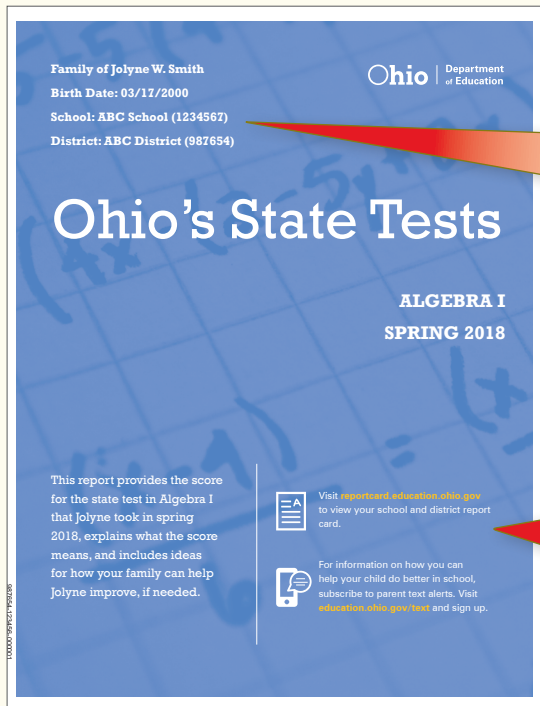 Family of Jolyne W. Smith
Birth Date: 03/17/2000
School: ABC School (1234567)
District: ABC District (987654)
Ohio | Department of Education
Ohio's State Tests
ALGEBRA I
SPRING 2018
This report provides the score
for the state test in Algebra I
that Jolyne took in spring
2018, explains what the score
means, and includes ideas
for how your family can help
Jolyne improve, if needed.
Visit reportcard.education.ohio.gov
to view your school and district report
card.
For information on how you can
help your child do better in school,
subscribe to parent text alerts. Visit
education.ohio.gov/text and sign up.